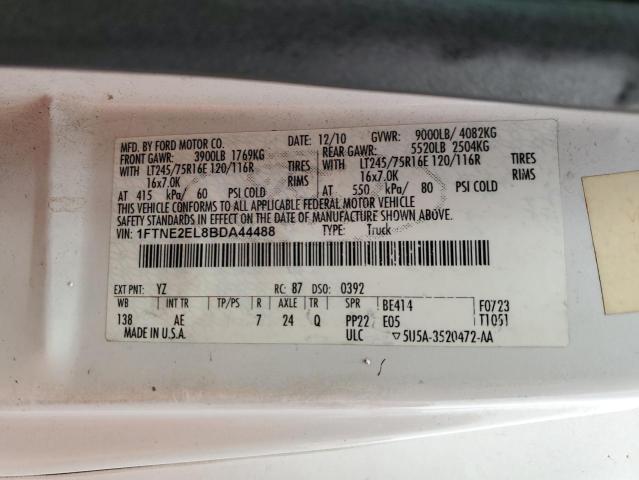 MFD. BY FORD MOTOR CO. DATE: 12/10 GVWR: 9000LB/ 4082KG
FRONT GAWR: 3900LB 1769KG REAR GAWR: 5520LB 2504KG
WITH LT245/75R16E 120/116R TIRES WITH LT245/75R16E 120/116R TIRES
16x7.0K RIMS 16x7.0K RIMS
AT 415 kPa/ 60 PSI COLD AT 550 kPa/ 80 PSI COLD
THIS VEHICLE CONFORMS TO ALL APPLICABLE FEDERAL MOTOR VEHICLE
SAFETY STANDARDS IN EFFECT ON THE DATE OF MANUFACTURE SHOWN ABOVE.
VIN: 1FTNE2EL8BDA44488 TYPE: Truck
EXT PNT: YZ RC: 87 DSO: 0392
WB INT TR TP/PS R AXLE TR SPR BE414 F0723
138 AE 7 24 Q PP22 E05 T1051
MADE IN U.S.A. ULC 5U5A-3520472-AA